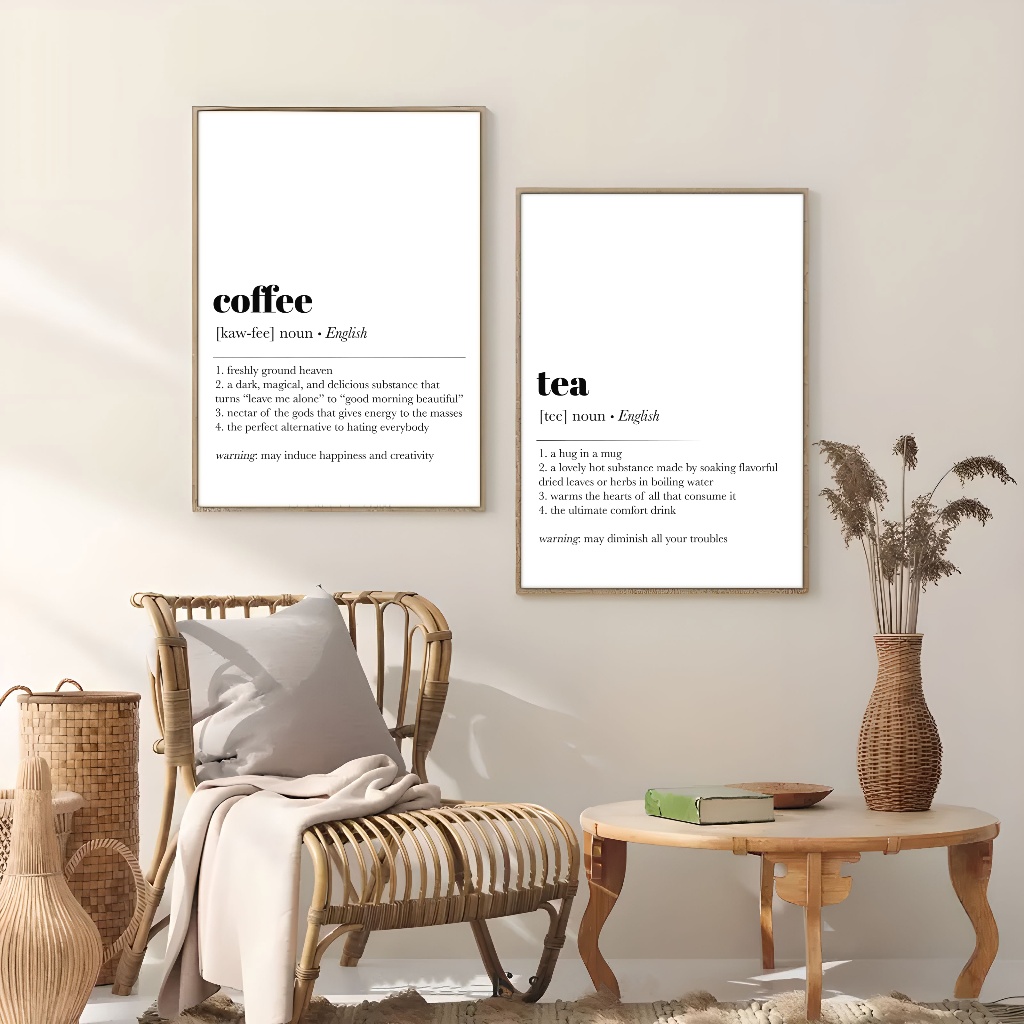 coffee
[kaw-fee] noun • English
1. freshly ground heaven
2. a dark, magical, and delicious substance that
turns “leave me alone” to “good morning beautiful”
3. nectar of the gods that gives energy to the masses
4. the perfect alternative to hating everybody
warning: may induce happiness and creativity
tea
[tee] noun • English
1. a hug in a mug
2. a lovely hot substance made by soaking flavorful
dried leaves or herbs in boiling water
3. warms the hearts of all that consume it
4. the ultimate comfort drink
warning: may diminish all your troubles